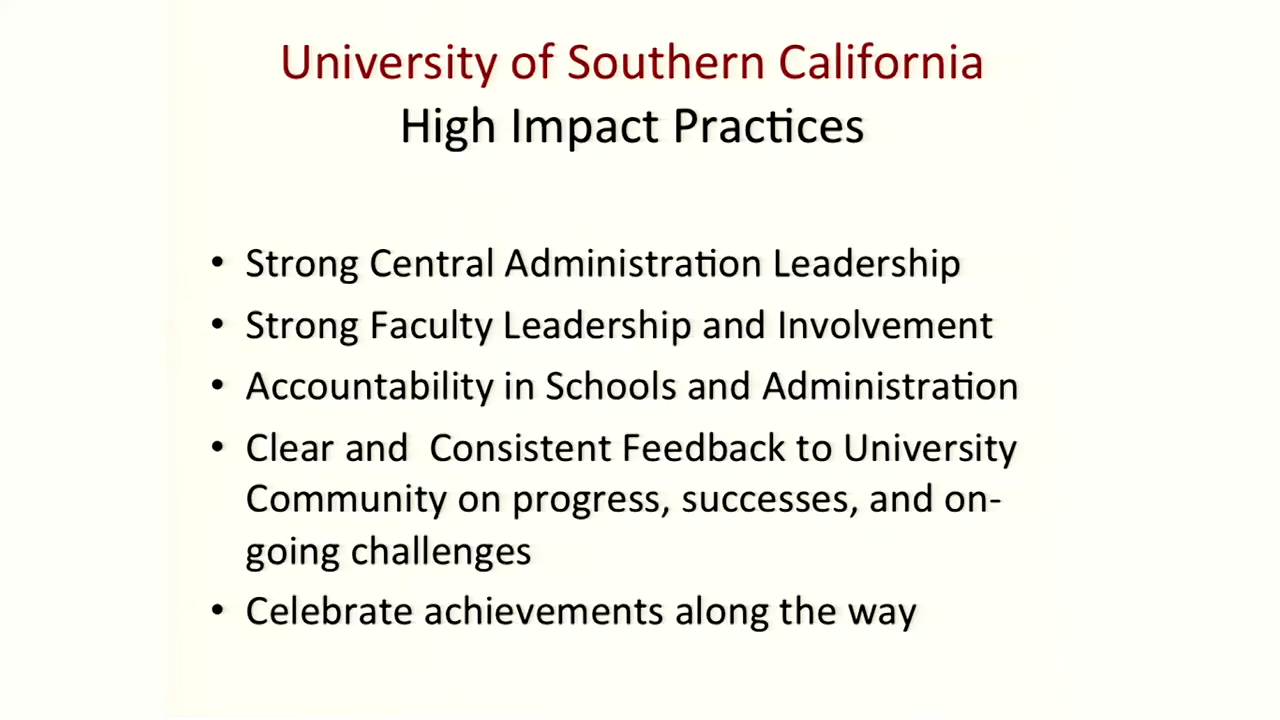 University of Southern California
High Impact Practices
• Strong Central Administration Leadership
• Strong Faculty Leadership and Involvement
• Accountability in Schools and Administration
• Clear and  Consistent Feedback to University
Community on progress, successes, and on-
going challenges
• Celebrate achievements along the way